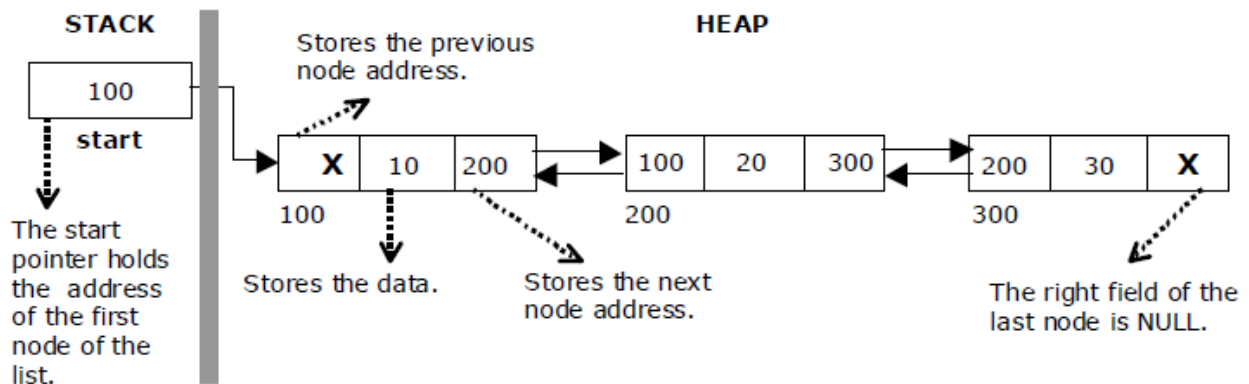 STACK
HEAP
Stores the previous
node address.
100
start
X 10 200
100 20 300
200 30 X
100
200
300
The start
pointer holds
the address
of the first
node of the
list.
Stores the data.
Stores the next
node address.
The right field of the
last node is NULL.